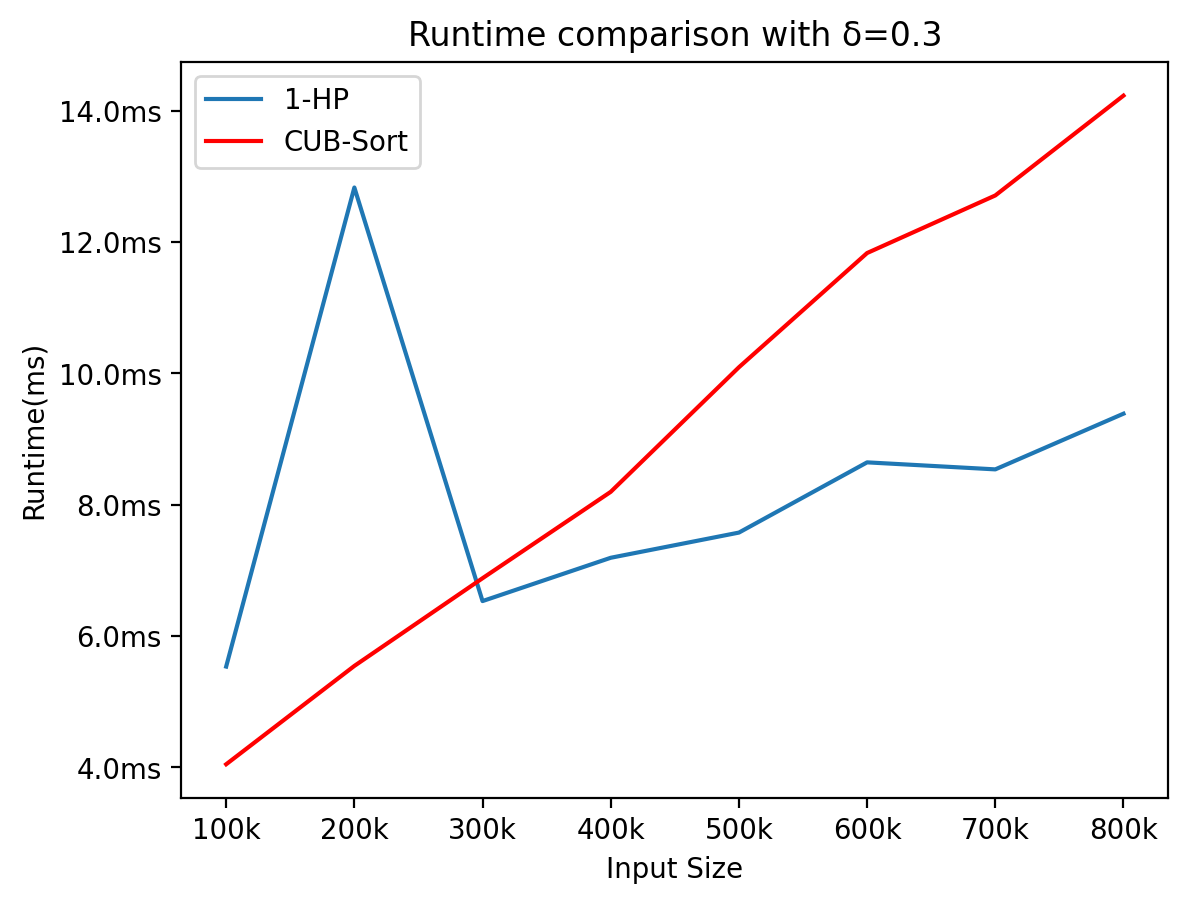 Runtime comparison with δ=0.3
1-HP
CUB-Sort
14.0ms
12.0ms
10.0ms
8.0ms
6.0ms
4.0ms
Runtime(ms)
100k 200k 300k 400k 500k 600k 700k 800k
Input Size